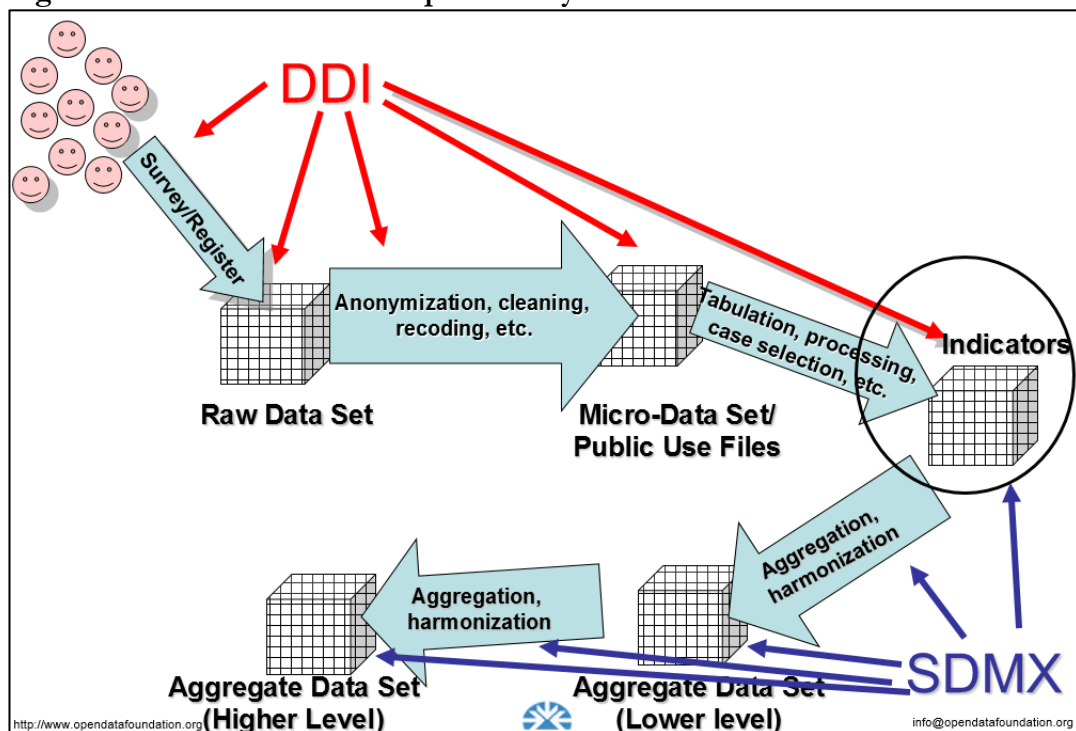 DDI
Survey/Register
Anonymization, cleaning,
recoding, etc.
Tabulation, processing,
case selection, etc.
Indicators
Raw Data Set
Micro-Data Set/
Public Use Files
Aggregation,
harmonization
Aggregation,
harmonization
SDMX
Aggregate Data Set
(Higher Level)
Aggregate Data Set
(Lower level)
http://www.opendatafoundation.org
info@opendatafoundation.org